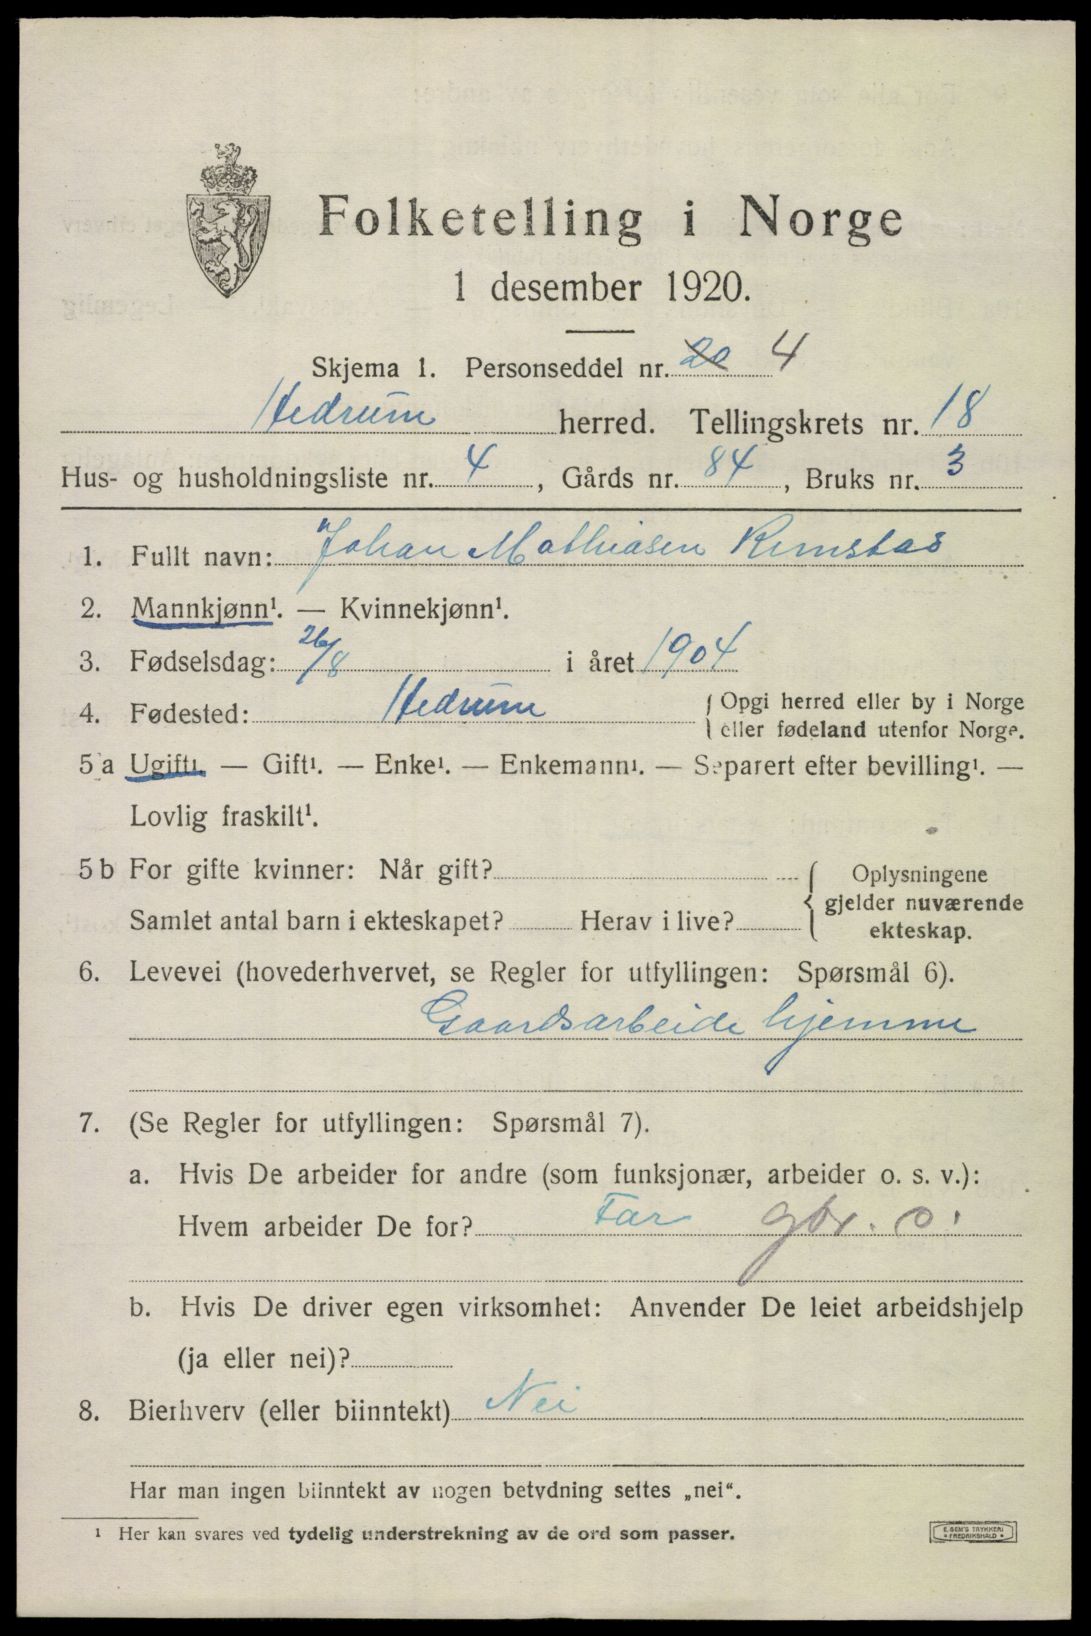 Folketelling i Norge
1 desember 1920.
Skjema 1. Personseddel nr. 20 4
Hedrum herred. Tellingskrets nr. 18
Hus- og husholdningsliste nr. 4, Gårds nr. 84, Bruks nr. 3
1. Fullt navn: Johan Mathiasen Rimstas
2. Mannkjønn¹. — Kvinnekjønn¹.
3. Fødselsdag: 26/8 i året 1904
4. Fødested: Hedrum { Opgi herred eller by i Norge
eller fødeland utenfor Norge.
5 a Ugift¹. — Gift¹. — Enke¹. — Enkemann¹. — Separert efter bevilling¹. —
Lovlig fraskilt¹.
5 b For gifte kvinner: Når gift? { Oplysningene
gjelder nuværende
Samlet antal barn i ekteskapet? Herav i live? ekteskap.
6. Levevei (hovederhvervet, se Regler for utfyllingen: Spørsmål 6).
Gaardsarbeide hjemme
7. (Se Regler for utfyllingen: Spørsmål 7).
a. Hvis De arbeider for andre (som funksjonær, arbeider o. s. v.):
Hvem arbeider De for? Far gbr. o.
b. Hvis De driver egen virksomhet: Anvender De leiet arbeidshjelp
(ja eller nei)?
8. Bierhverv (eller biinntekt) Nei
Har man ingen biinntekt av nogen betydning settes „nei“.
¹ Her kan svares ved tydelig understrekning av de ord som passer.
E. SEM'S TRYKKERI
• FREDRIKSHALD •